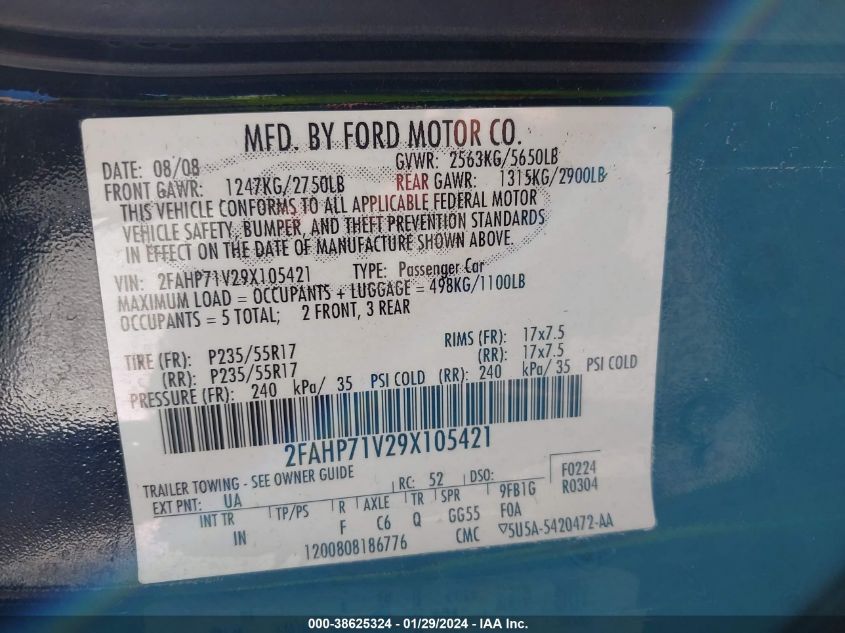 MFD. BY FORD MOTOR CO.
DATE: 08/08 GVWR: 2563KG/5650LB
FRONT GAWR: 1247KG/2750LB REAR GAWR: 1315KG/2900LB
THIS VEHICLE CONFORMS TO ALL APPLICABLE FEDERAL MOTOR
VEHICLE SAFETY, BUMPER, AND THEFT PREVENTION STANDARDS
IN EFFECT ON THE DATE OF MANUFACTURE SHOWN ABOVE.
VIN: 2FAHP71V29X105421 TYPE: Passenger Car
MAXIMUM LOAD = OCCUPANTS + LUGGAGE = 498KG/1100LB
OCCUPANTS = 5 TOTAL; 2 FRONT, 3 REAR
TIRE (FR): P235/55R17 RIMS (FR): 17x7.5
(RR): P235/55R17 (RR): 17x7.5
PRESSURE (FR): 240 kPa/ 35 PSI COLD (RR): 240 kPa/ 35 PSI COLD
2FAHP71V29X105421
TRAILER TOWING - SEE OWNER GUIDE
EXT PNT: UA RC: 52 DSO: F0224
INT TR TP/PS R AXLE TR SPR 9FB1G R0304
IN F C6 Q GG55 F0A
1200808186776 CMC ▽5U5A-5420472-AA
000-38625324 / 01/29/2024 / IAA Inc.